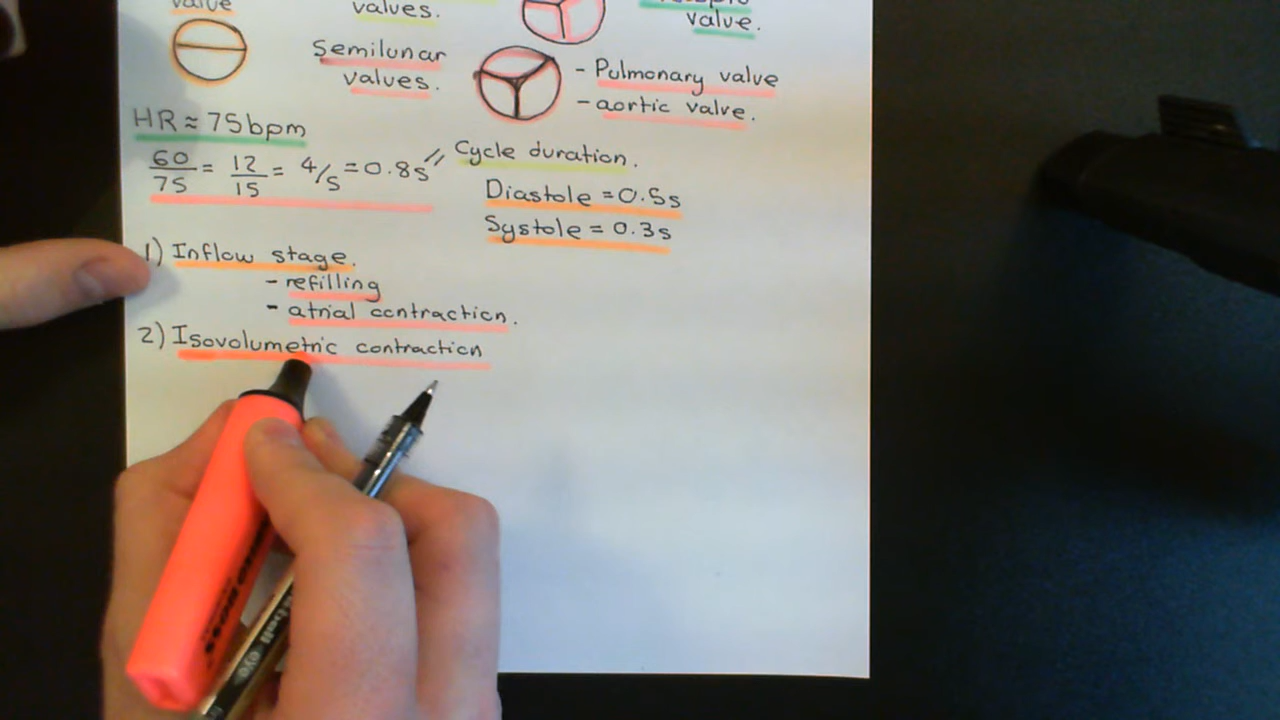 valve
valves.
valve.
Semilunar
valves.
- Pulmonary valve
- aortic valve.
HR ≈ 75bpm
60/75 = 12/15 = 4/5 = 0.8s // Cycle duration.
Diastole = 0.5s
Systole = 0.3s
1) Inflow stage.
- refilling
- atrial contraction.
2) Isovolumetric contraction